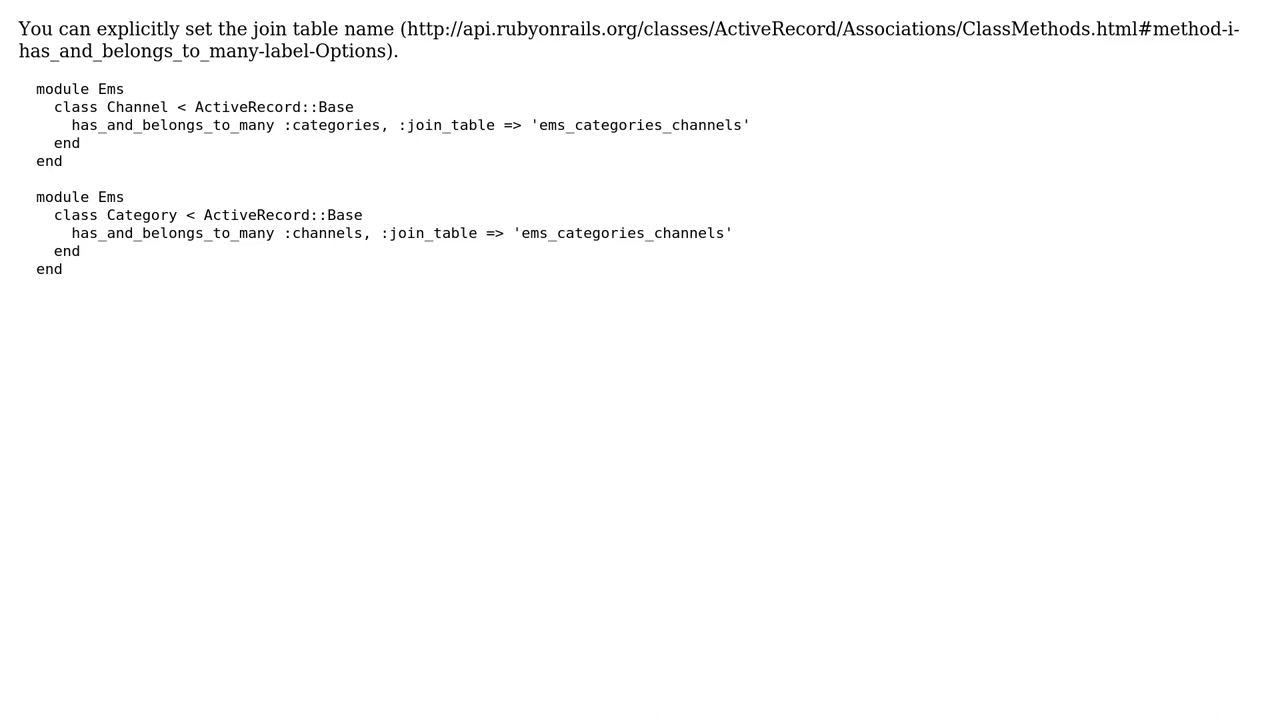 You can explicitly set the join table name (http://api.rubyonrails.org/classes/ActiveRecord/Associations/ClassMethods.html#method-i-
has_and_belongs_to_many-label-Options).
module Ems
  class Channel < ActiveRecord::Base
    has_and_belongs_to_many :categories, :join_table => 'ems_categories_channels'
  end
end

module Ems
  class Category < ActiveRecord::Base
    has_and_belongs_to_many :channels, :join_table => 'ems_categories_channels'
  end
end